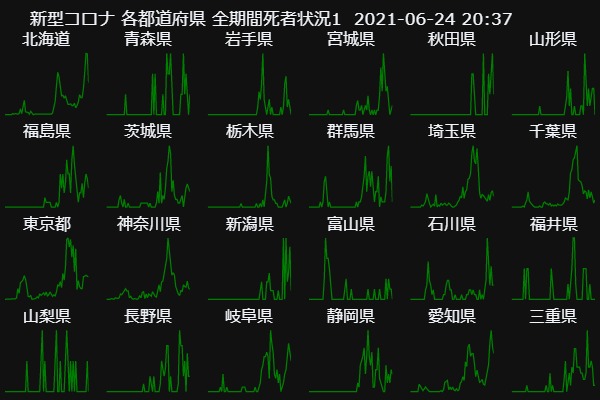 新型コロナ 各都道府県 全期間死者状況1 2021-06-24 20:37
北海道 青森県 岩手県 宮城県 秋田県 山形県
福島県 茨城県 栃木県 群馬県 埼玉県 千葉県
東京都 神奈川県 新潟県 富山県 石川県 福井県
山梨県 長野県 岐阜県 静岡県 愛知県 三重県